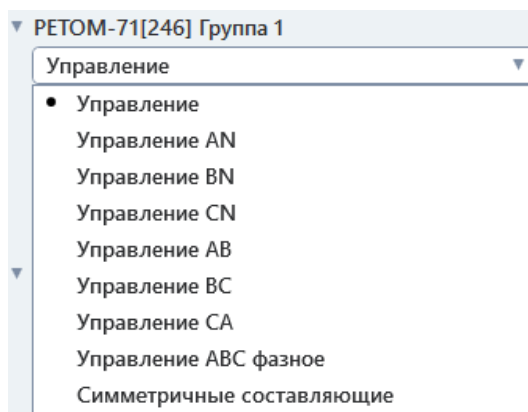 РЕТОМ-71[246] Группа 1
Управление
Управление
Управление AN
Управление BN
Управление CN
Управление AB
Управление BC
Управление CA
Управление ABC фазное
Симметричные составляющие